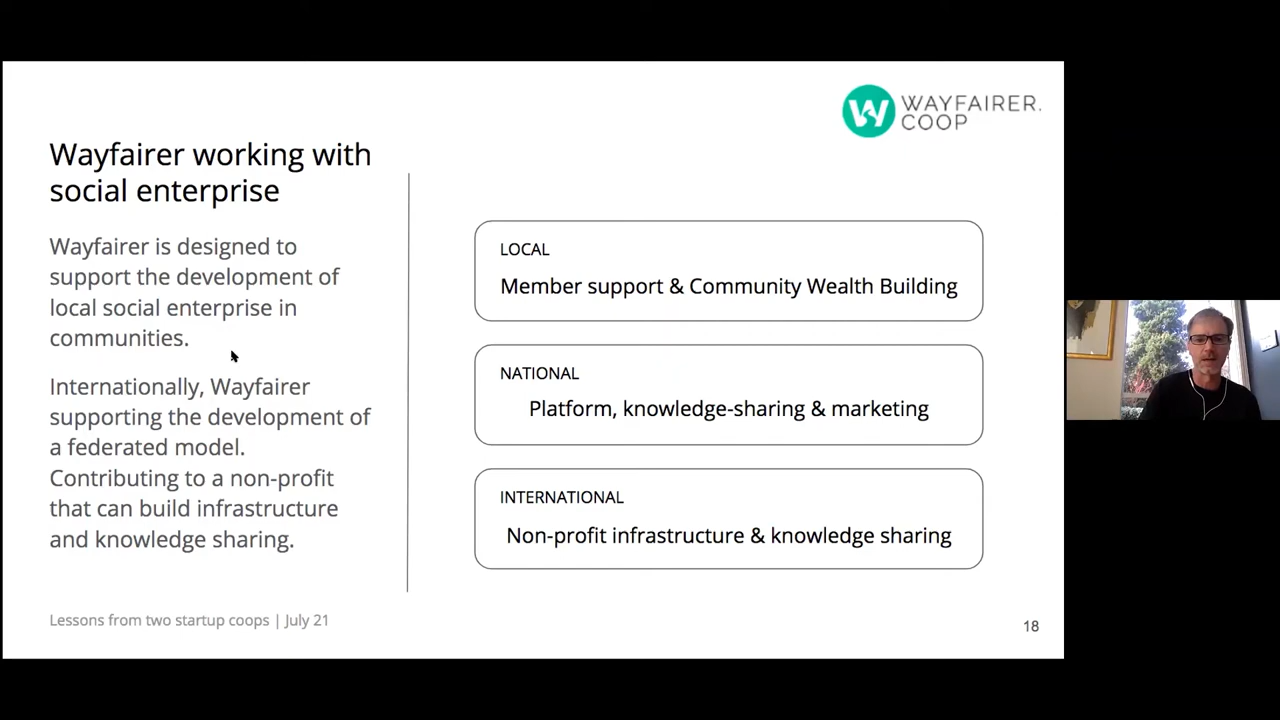 WAYFAIRER.
COOP
Wayfairer working with
social enterprise
Wayfairer is designed to
support the development of
local social enterprise in
communities.
Internationally, Wayfairer
supporting the development of
a federated model.
Contributing to a non-profit
that can build infrastructure
and knowledge sharing.
LOCAL
Member support & Community Wealth Building
NATIONAL
Platform, knowledge-sharing & marketing
INTERNATIONAL
Non-profit infrastructure & knowledge sharing
Lessons from two startup coops | July 21
18